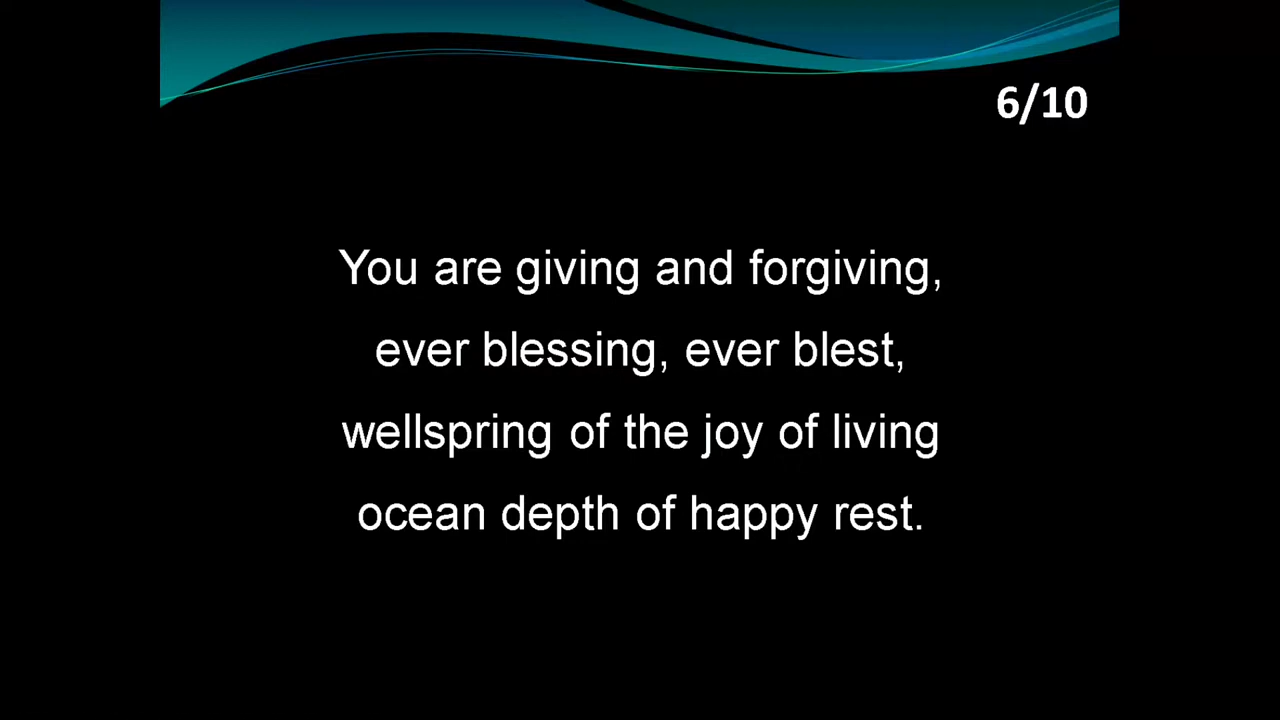 6/10
You are giving and forgiving,
ever blessing, ever blest,
wellspring of the joy of living
ocean depth of happy rest.